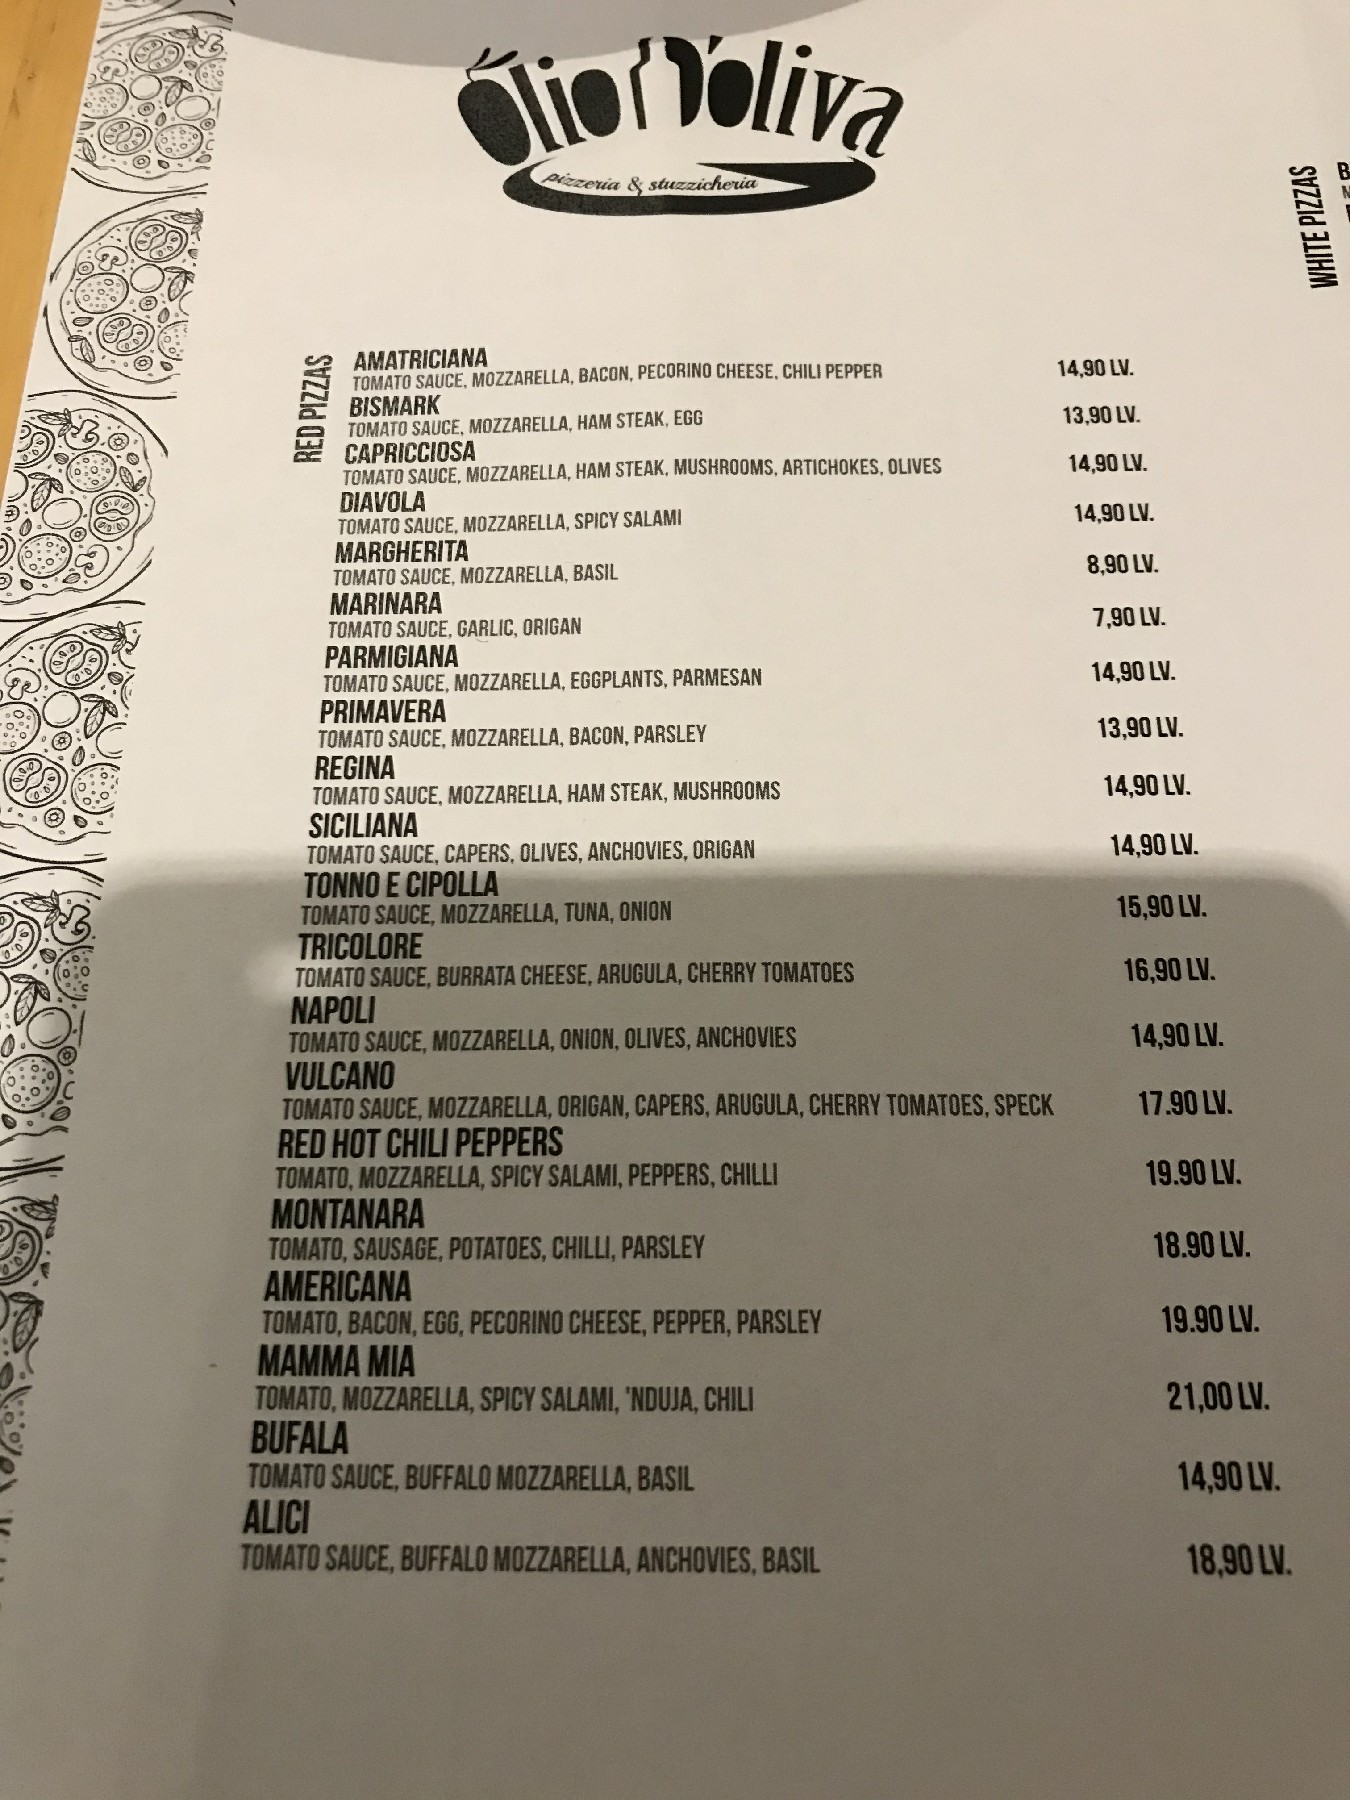 Olio D'oliva
pizzeria & stuzzicheria
WHITE PIZZAS
RED PIZZAS
AMATRICIANA
TOMATO SAUCE, MOZZARELLA, BACON, PECORINO CHEESE, CHILI PEPPER 14,90 LV.
BISMARK
TOMATO SAUCE, MOZZARELLA, HAM STEAK, EGG 13,90 LV.
CAPRICCIOSA
TOMATO SAUCE, MOZZARELLA, HAM STEAK, MUSHROOMS, ARTICHOKES, OLIVES 14,90 LV.
DIAVOLA
TOMATO SAUCE, MOZZARELLA, SPICY SALAMI 14,90 LV.
MARGHERITA
TOMATO SAUCE, MOZZARELLA, BASIL 8,90 LV.
MARINARA
TOMATO SAUCE, GARLIC, ORIGAN 7,90 LV.
PARMIGIANA
TOMATO SAUCE, MOZZARELLA, EGGPLANTS, PARMESAN 14,90 LV.
PRIMAVERA
TOMATO SAUCE, MOZZARELLA, BACON, PARSLEY 13,90 LV.
REGINA
TOMATO SAUCE, MOZZARELLA, HAM STEAK, MUSHROOMS 14,90 LV.
SICILIANA
TOMATO SAUCE, CAPERS, OLIVES, ANCHOVIES, ORIGAN 14,90 LV.
TONNO E CIPOLLA
TOMATO SAUCE, MOZZARELLA, TUNA, ONION 15,90 LV.
TRICOLORE
TOMATO SAUCE, BURRATA CHEESE, ARUGULA, CHERRY TOMATOES 16,90 LV.
NAPOLI
TOMATO SAUCE, MOZZARELLA, ONION, OLIVES, ANCHOVIES 14,90 LV.
VULCANO
TOMATO SAUCE, MOZZARELLA, ORIGAN, CAPERS, ARUGULA, CHERRY TOMATOES, SPECK 17.90 LV.
RED HOT CHILI PEPPERS
TOMATO, MOZZARELLA, SPICY SALAMI, PEPPERS, CHILLI 19.90 LV.
MONTANARA
TOMATO, SAUSAGE, POTATOES, CHILLI, PARSLEY 18.90 LV.
AMERICANA
TOMATO, BACON, EGG, PECORINO CHEESE, PEPPER, PARSLEY 19.90 LV.
MAMMA MIA
TOMATO, MOZZARELLA, SPICY SALAMI, 'NDUJA, CHILI 21,00 LV.
BUFALA
TOMATO SAUCE, BUFFALO MOZZARELLA, BASIL 14,90 LV.
ALICI
TOMATO SAUCE, BUFFALO MOZZARELLA, ANCHOVIES, BASIL 18,90 LV.